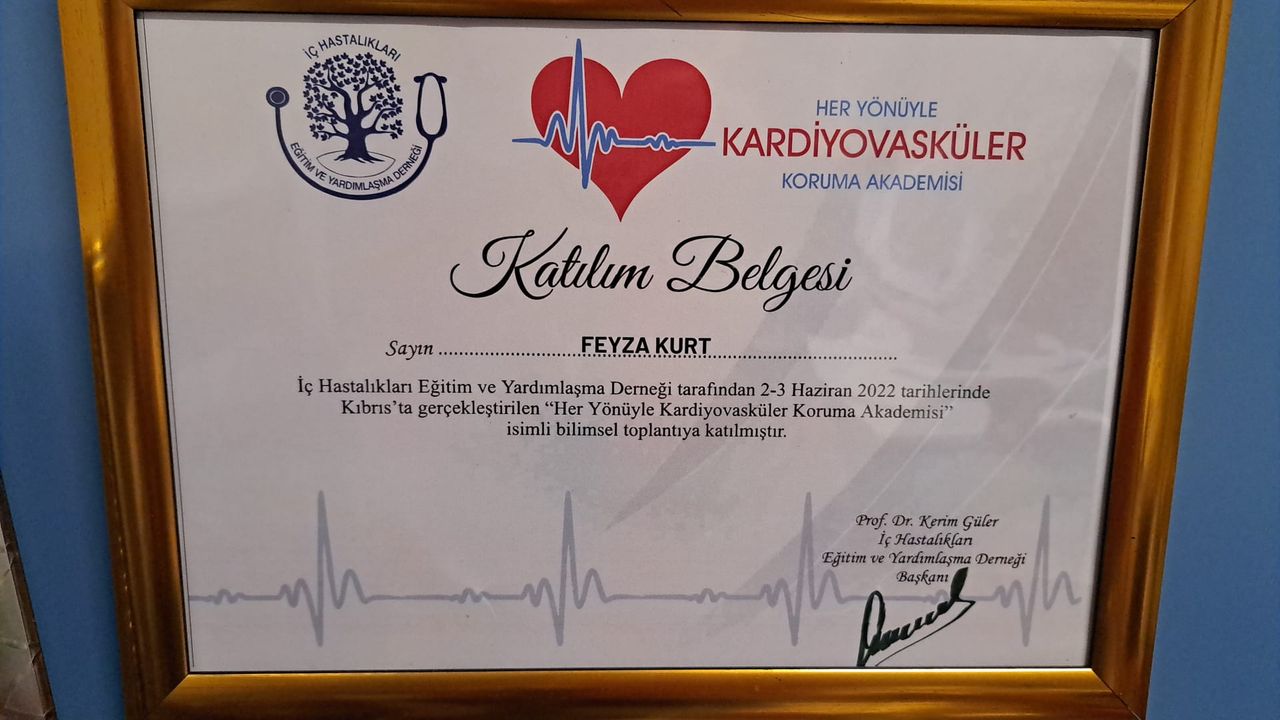 İÇ HASTALIKLARI
EĞİTİM VE YARDIMLAŞMA DERNEĞİ
HER YÖNÜYLE
KARDİYOVASKÜLER
KORUMA AKADEMİSİ
Katılım Belgesi
Sayın ........................... FEYZA KURT ....................................
İç Hastalıkları Eğitim ve Yardımlaşma Derneği tarafından 2-3 Haziran 2022 tarihlerinde
Kıbrıs’ta gerçekleştirilen “Her Yönüyle Kardiyovasküler Koruma Akademisi”
isimli bilimsel toplantıya katılmıştır.
Prof. Dr. Kerim Güler
İç Hastalıkları
Eğitim ve Yardımlaşma Derneği
Başkanı